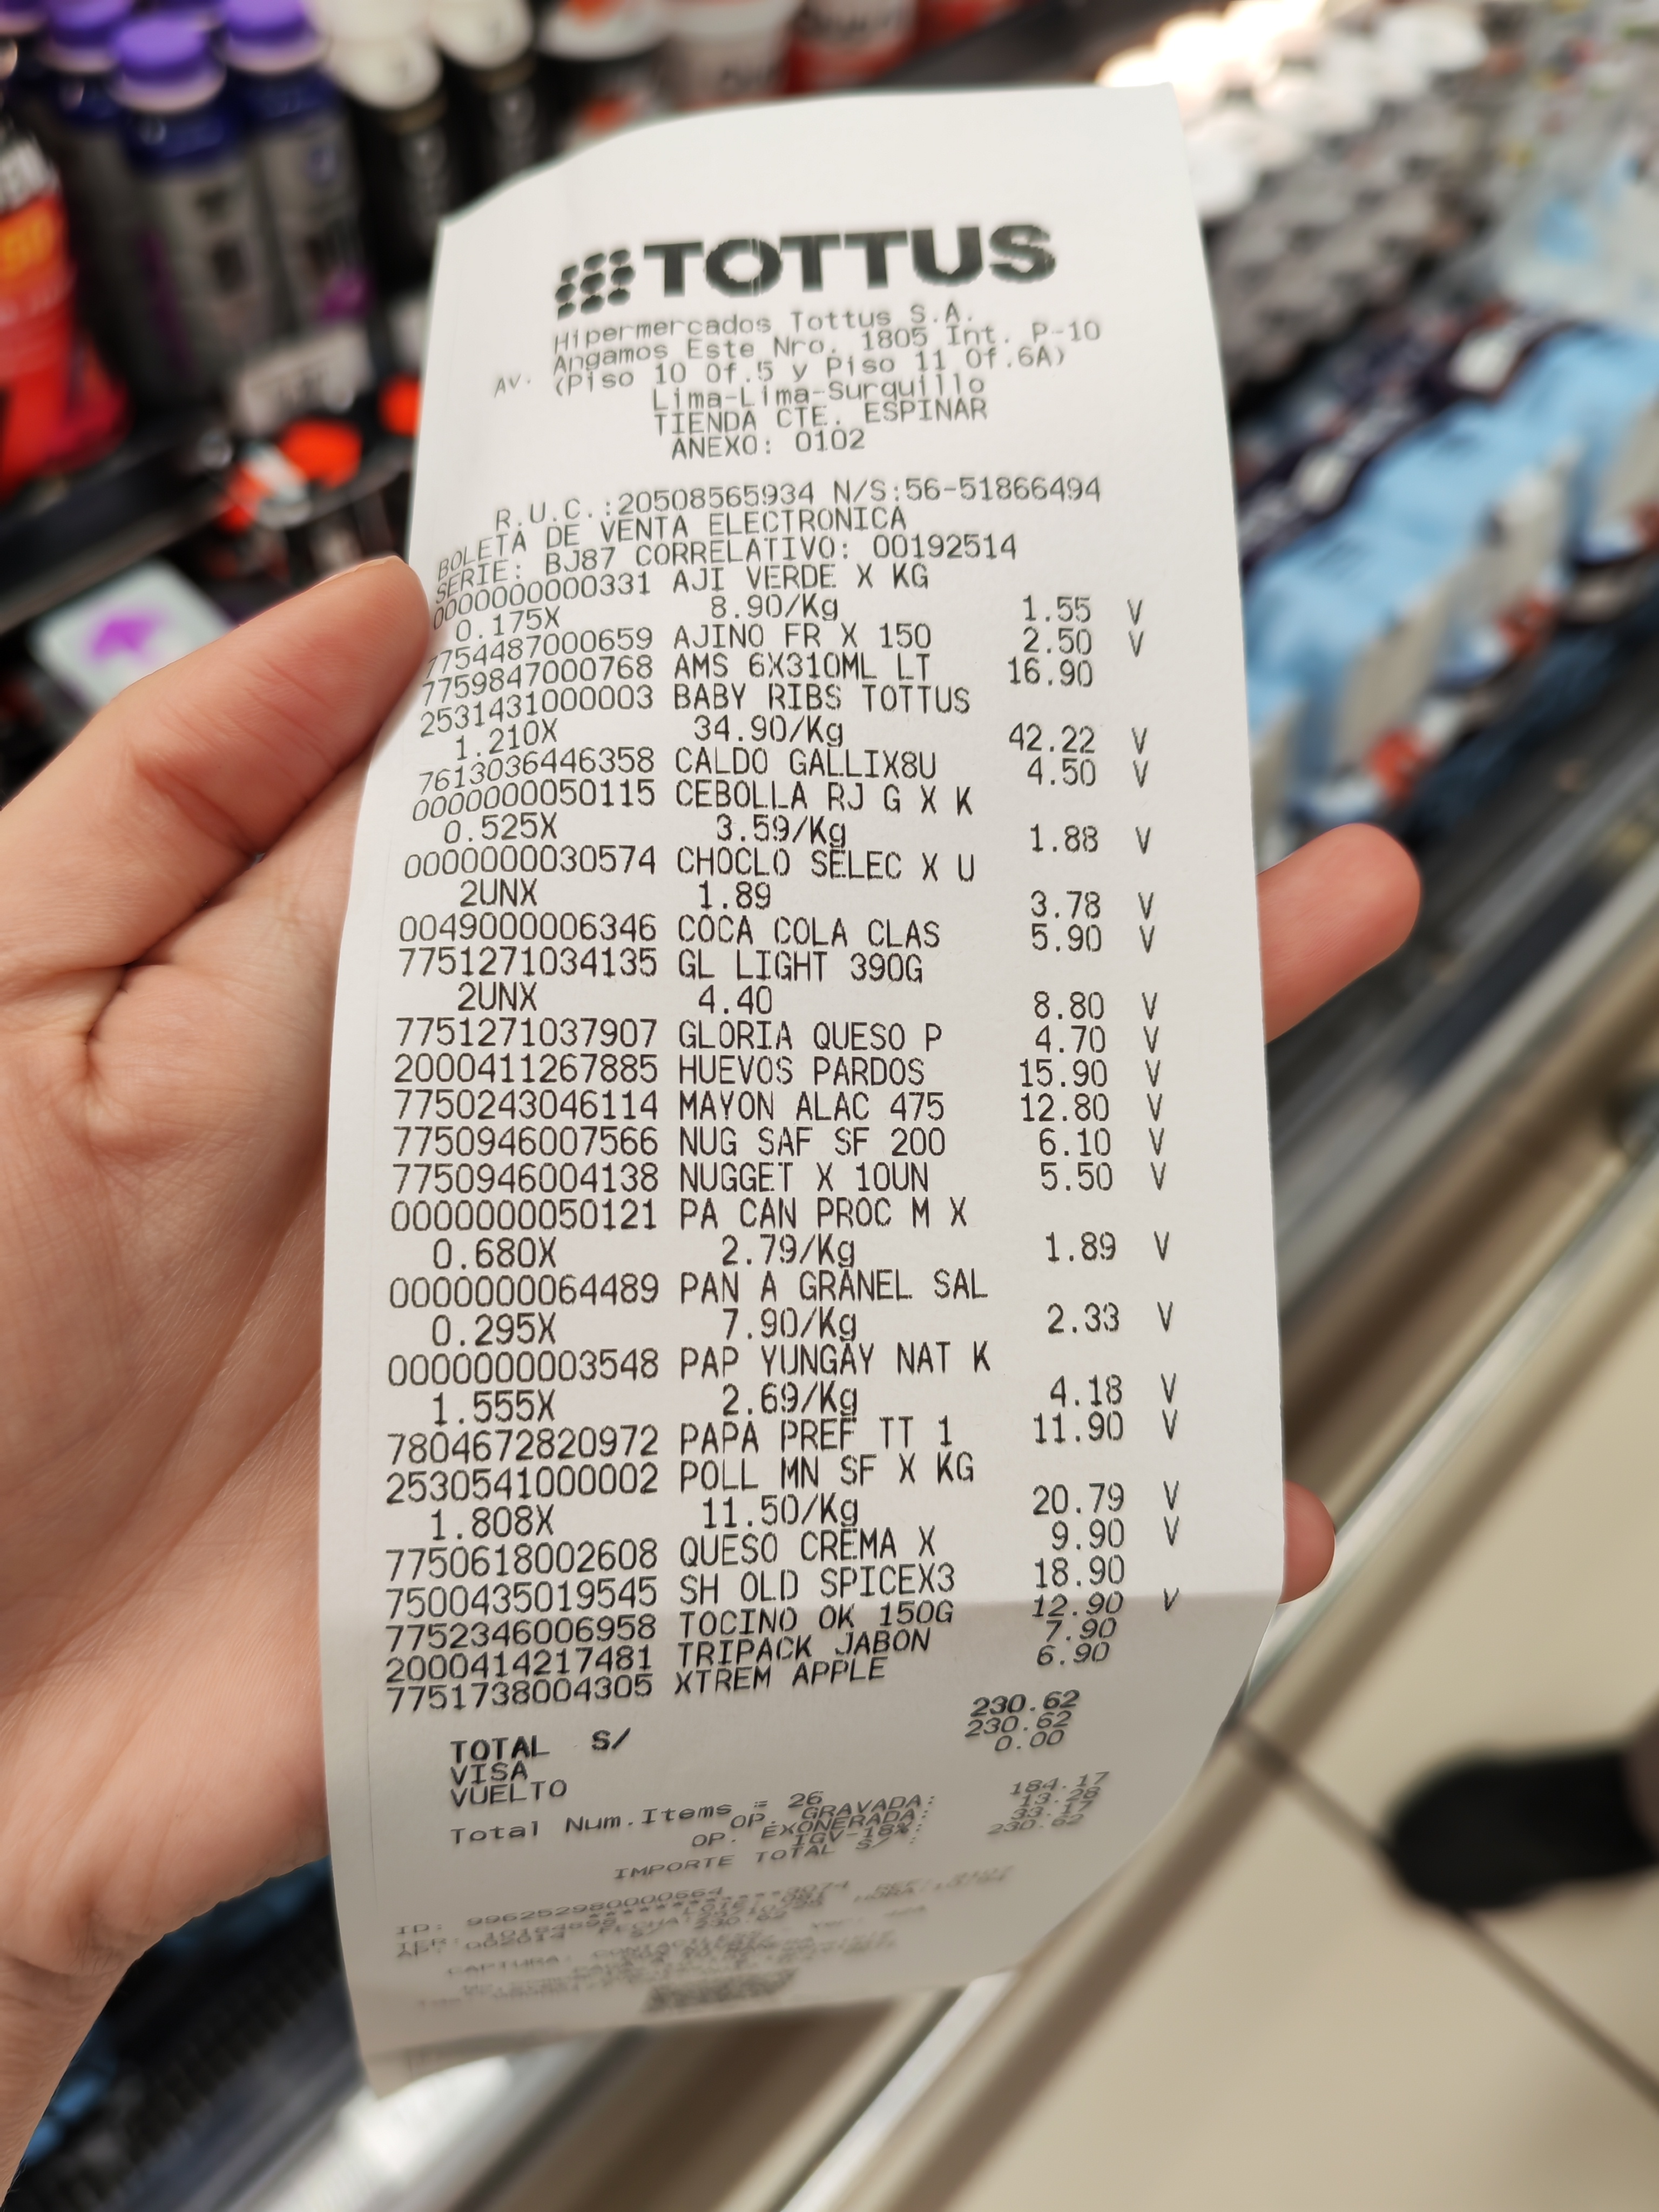 TOTTUS
Hipermercados Tottus S.A.
AV. Angamos Este Nro. 1805 Int. P-10
(Piso 10 Of.5 y Piso 11 Of.6A)
Lima-Lima-Surquillo
TIENDA CTE. ESPINAR
ANEXO: 0102
R.U.C.:20508565934 N/S:56-51866494
BOLETA DE VENTA ELECTRONICA
SERIE: BJ87 CORRELATIVO: 00192514
0000000000331 AJI VERDE X KG
0.175X 8.90/Kg 1.55 V
7754487000659 AJINO FR X 150 2.50 V
7759847000768 AMS 6X310ML LT 16.90
2531431000003 BABY RIBS TOTTUS
1.210X 34.90/Kg 42.22 V
7613036446358 CALDO GALLIX8U 4.50 V
0000000050115 CEBOLLA RJ G X K
0.525X 3.59/Kg 1.88 V
0000000030574 CHOCLO SELEC X U
2UNX 1.89 3.78 V
0049000006346 COCA COLA CLAS 5.90 V
7751271034135 GL LIGHT 390G
2UNX 4.40 8.80 V
7751271037907 GLORIA QUESO P 4.70 V
2000411267885 HUEVOS PARDOS 15.90 V
7750243046114 MAYON ALAC 475 12.80 V
7750946007566 NUG SAF SF 200 6.10 V
7750946004138 NUGGET X 10UN 5.50 V
0000000050121 PA CAN PROC M X
0.680X 2.79/Kg 1.89 V
0000000064489 PAN A GRANEL SAL
0.295X 7.90/Kg 2.33 V
0000000003548 PAP YUNGAY NAT K
1.555X 2.69/Kg 4.18 V
7804672820972 PAPA PREF TT 1 11.90 V
2530541000002 POLL MN SF X KG
1.808X 11.50/Kg 20.79 V
7750618002608 QUESO CREMA X 9.90 V
7500435019545 SH OLD SPICEX3 18.90
7752346006958 TOCINO OK 150G 12.90 V
2000414217481 TRIPACK JABON 7.90
7751738004305 XTREM APPLE 6.90
TOTAL S/ 230.62
VISA 230.62
VUELTO 0.00
Total Num.Items = 26
OP. GRAVADA: 184.17
OP. EXONERADA: 13.28
IGV-18%: 33.17
IMPORTE TOTAL S/ : 230.62